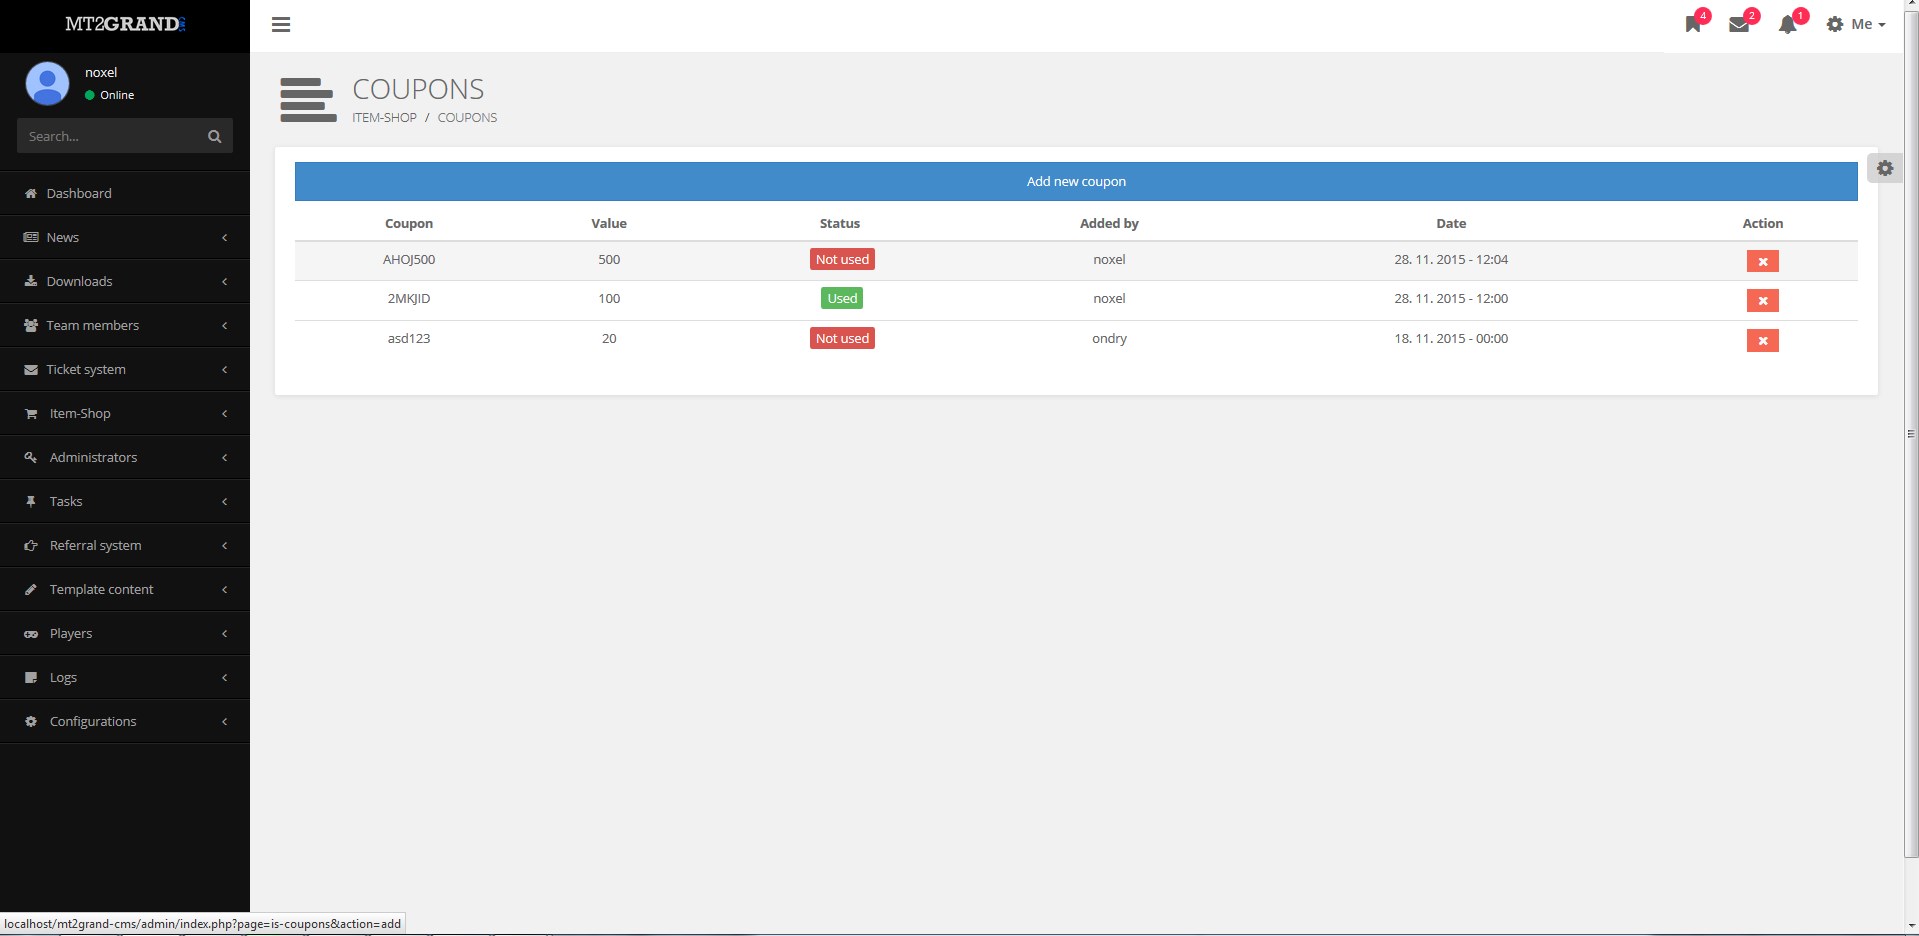 MT2GRAND
4
2
1
Me
noxel
Online
Search...
Dashboard
News
Downloads
Team members
Ticket system
Item-Shop
Administrators
Tasks
Referral system
Template content
Players
Logs
Configurations
COUPONS
ITEM-SHOP / COUPONS
Add new coupon
Coupon Value Status Added by Date Action
AHOJ500 500 Not used noxel 28. 11. 2015 - 12:04
2MKJID 100 Used noxel 28. 11. 2015 - 12:00
asd123 20 Not used ondry 18. 11. 2015 - 00:00
localhost/mt2grand-cms/admin/index.php?page=is-coupons&action=add